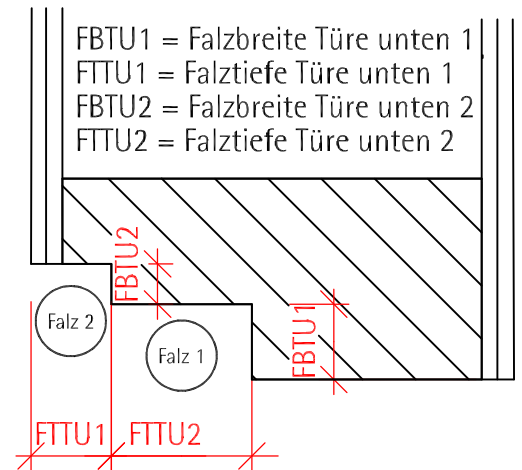 FBTU1 = Falzbreite Türe unten 1
FTTU1 = Falztiefe Türe unten 1
FBTU2 = Falzbreite Türe unten 2
FTTU2 = Falztiefe Türe unten 2
FBTU2
Falz 2
Falz 1
FBTU1
FTTU1
FTTU2